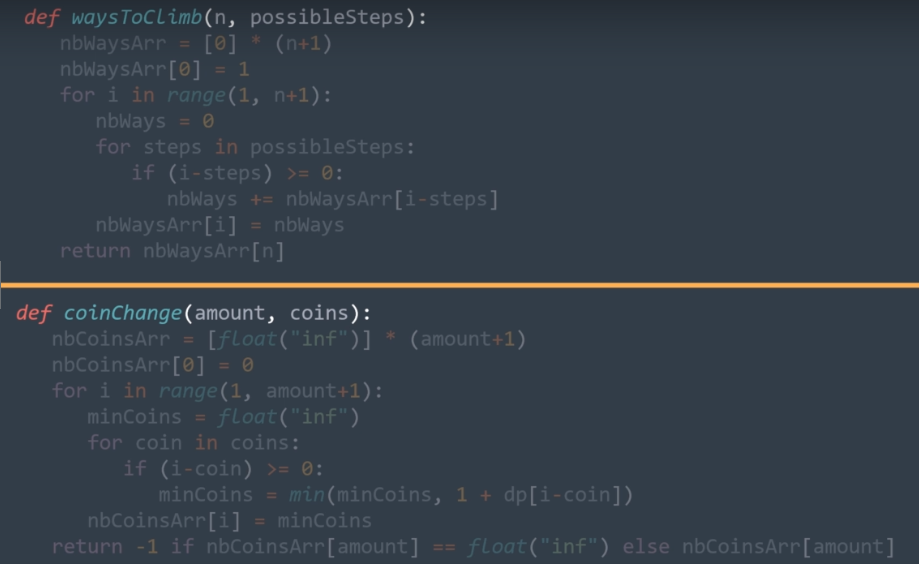 def waysToClimb(n, possibleSteps):
    nbWaysArr = [0] * (n+1)
    nbWaysArr[0] = 1
    for i in range(1, n+1):
        nbWays = 0
        for steps in possibleSteps:
            if (i-steps) >= 0:
                nbWays += nbWaysArr[i-steps]
        nbWaysArr[i] = nbWays
    return nbWaysArr[n]
def coinChange(amount, coins):
    nbCoinsArr = [float("inf")] * (amount+1)
    nbCoinsArr[0] = 0
    for i in range(1, amount+1):
        minCoins = float("inf")
        for coin in coins:
            if (i-coin) >= 0:
                minCoins = min(minCoins, 1 + dp[i-coin])
        nbCoinsArr[i] = minCoins
    return -1 if nbCoinsArr[amount] == float("inf") else nbCoinsArr[amount]